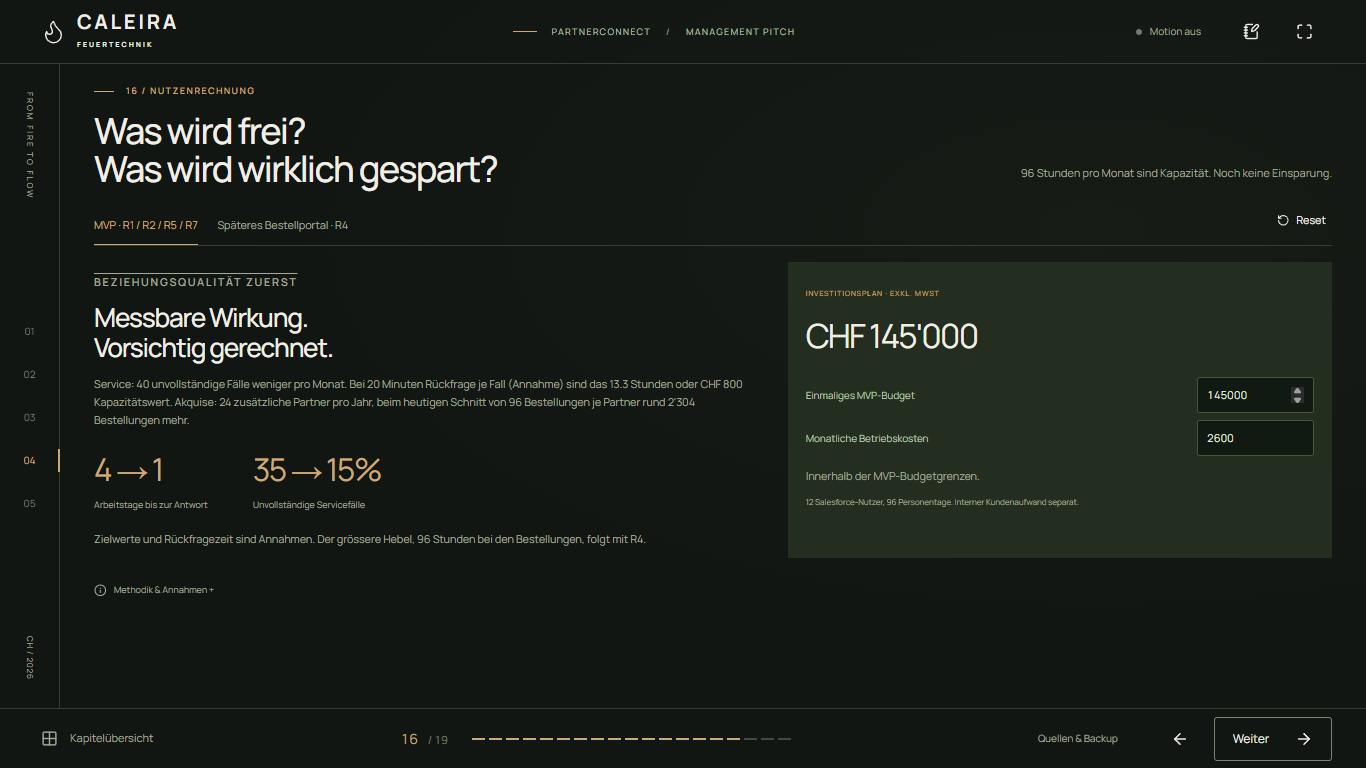 CALEIRA
FEUERTECHNIK
PARTNERCONNECT / MANAGEMENT PITCH
Motion aus
FROM FIRE TO FLOW
16 / NUTZENRECHNUNG
Was wird frei?
Was wird wirklich gespart?
96 Stunden pro Monat sind Kapazität. Noch keine Einsparung.
MVP · R1 / R2 / R5 / R7
Späteres Bestellportal · R4
Reset
BEZIEHUNGSQUALITÄT ZUERST
Messbare Wirkung.
Vorsichtig gerechnet.
Service: 40 unvollständige Fälle weniger pro Monat. Bei 20 Minuten Rückfrage je Fall (Annahme) sind das 13.3 Stunden oder CHF 800
Kapazitätswert. Akquise: 24 zusätzliche Partner pro Jahr, beim heutigen Schnitt von 96 Bestellungen je Partner rund 2'304
Bestellungen mehr.
4→1
Arbeitstage bis zur Antwort
35→15%
Unvollständige Servicefälle
Zielwerte und Rückfragezeit sind Annahmen. Der grössere Hebel, 96 Stunden bei den Bestellungen, folgt mit R4.
Methodik & Annahmen +
INVESTITIONSPLAN · EXKL. MWST
CHF 145'000
Einmaliges MVP-Budget
145000
Monatliche Betriebskosten
2600
Innerhalb der MVP-Budgetgrenzen.
12 Salesforce-Nutzer, 96 Personentage. Interner Kundenaufwand separat.
01
02
03
04
05
CH / 2026
Kapitelübersicht
16 / 19
Quellen & Backup
Weiter